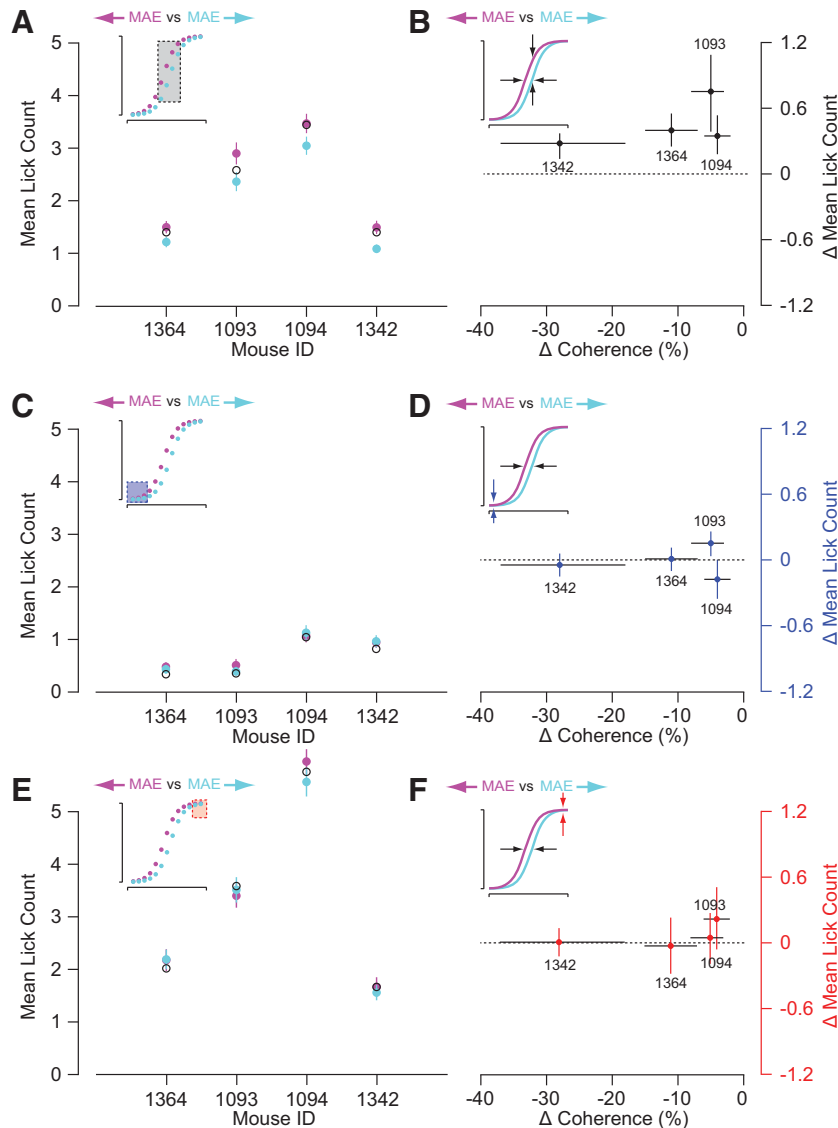 A
MAE vs MAE
5
4
3
2
1
0
Mean Lick Count
1364 1093 1094 1342
Mouse ID
B
MAE vs MAE
1093
1342
1364
1094
1.2
0.6
0
-0.6
-1.2
Δ Mean Lick Count
-40 -30 -20 -10 0
Δ Coherence (%)
C
MAE vs MAE
5
4
3
2
1
0
Mean Lick Count
1364 1093 1094 1342
Mouse ID
D
MAE vs MAE
1093
1342
1364
1094
1.2
0.6
0
-0.6
-1.2
Δ Mean Lick Count
-40 -30 -20 -10 0
Δ Coherence (%)
E
MAE vs MAE
5
4
3
2
1
0
Mean Lick Count
1364 1093 1094 1342
Mouse ID
F
MAE vs MAE
1093
1342
1364
1094
1.2
0.6
0
-0.6
-1.2
Δ Mean Lick Count
-40 -30 -20 -10 0
Δ Coherence (%)